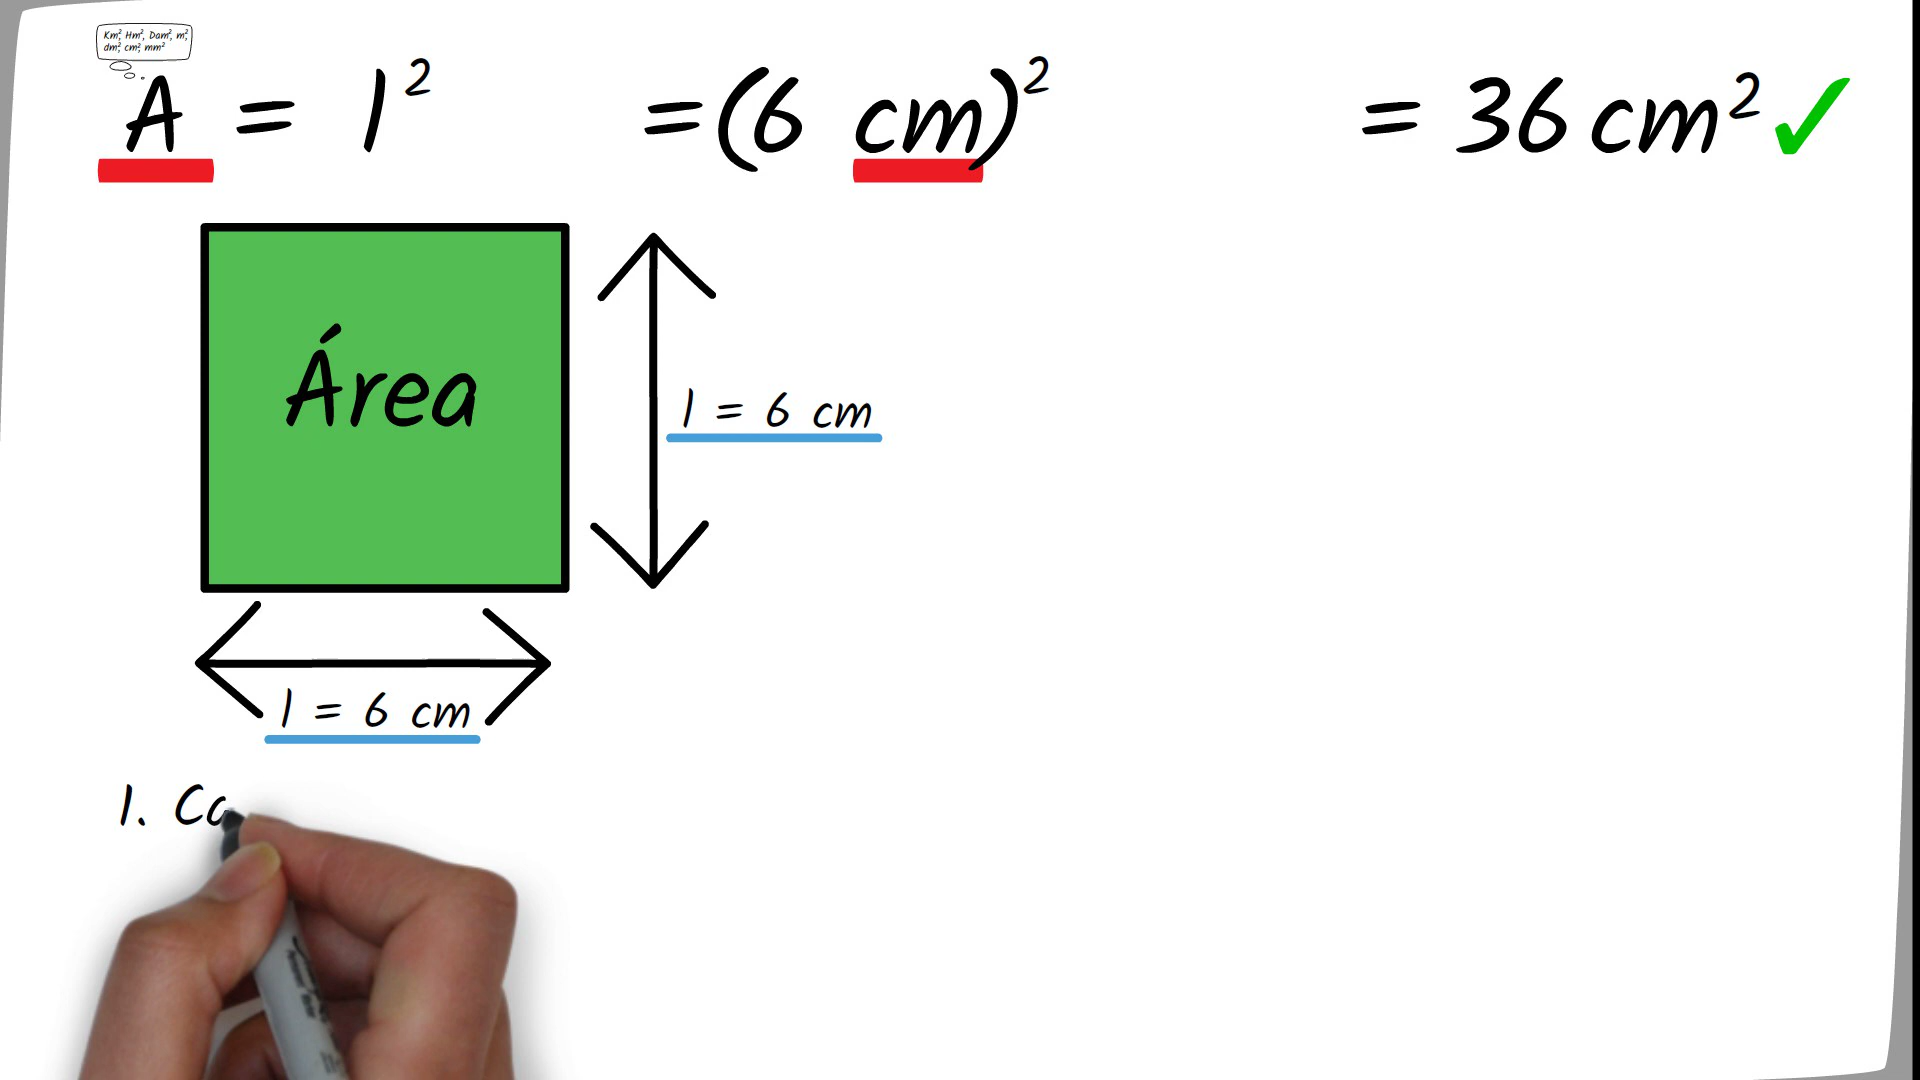 Km², Hm², Dam², m²,
dm², cm², mm²
A = l² = (6 cm)² = 36 cm² ✓
Área
l = 6 cm
l = 6 cm
1. Ca